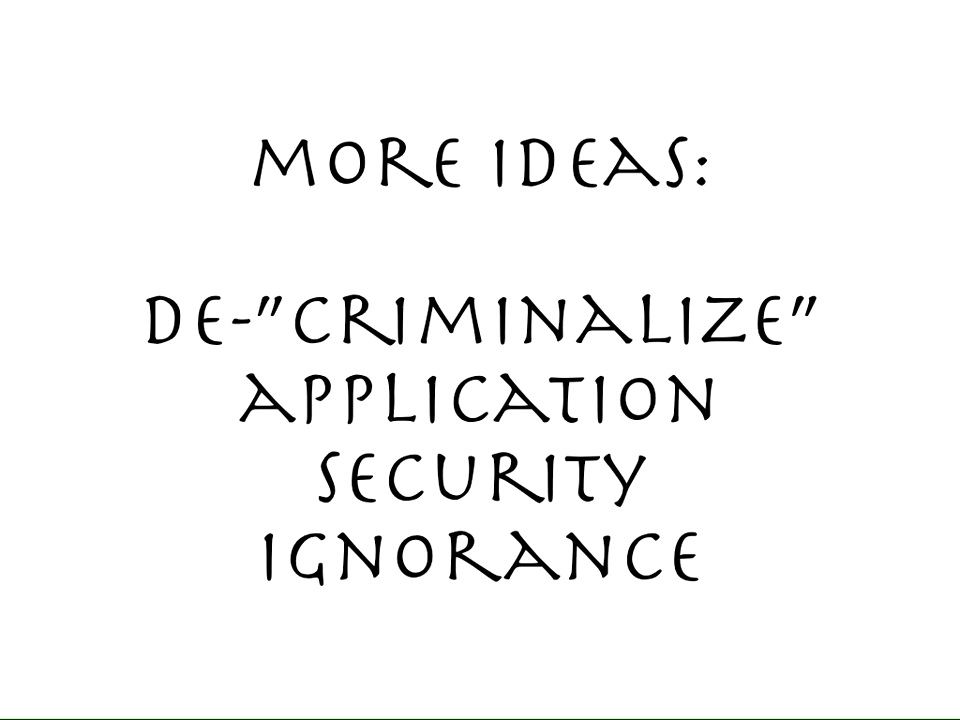 More ideas:
De-"criminalize"
application
security
ignorance